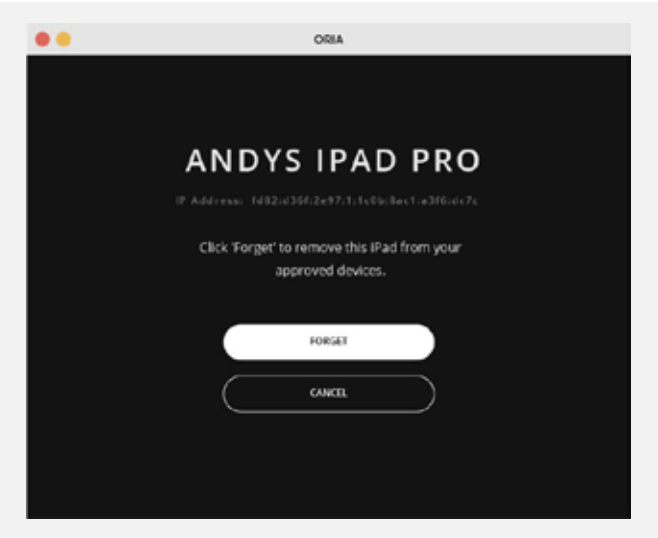 ORIA
ANDYS IPAD PRO
IP Address:
Click 'Forget' to remove this iPad from your
approved devices.
FORGET
CANCEL